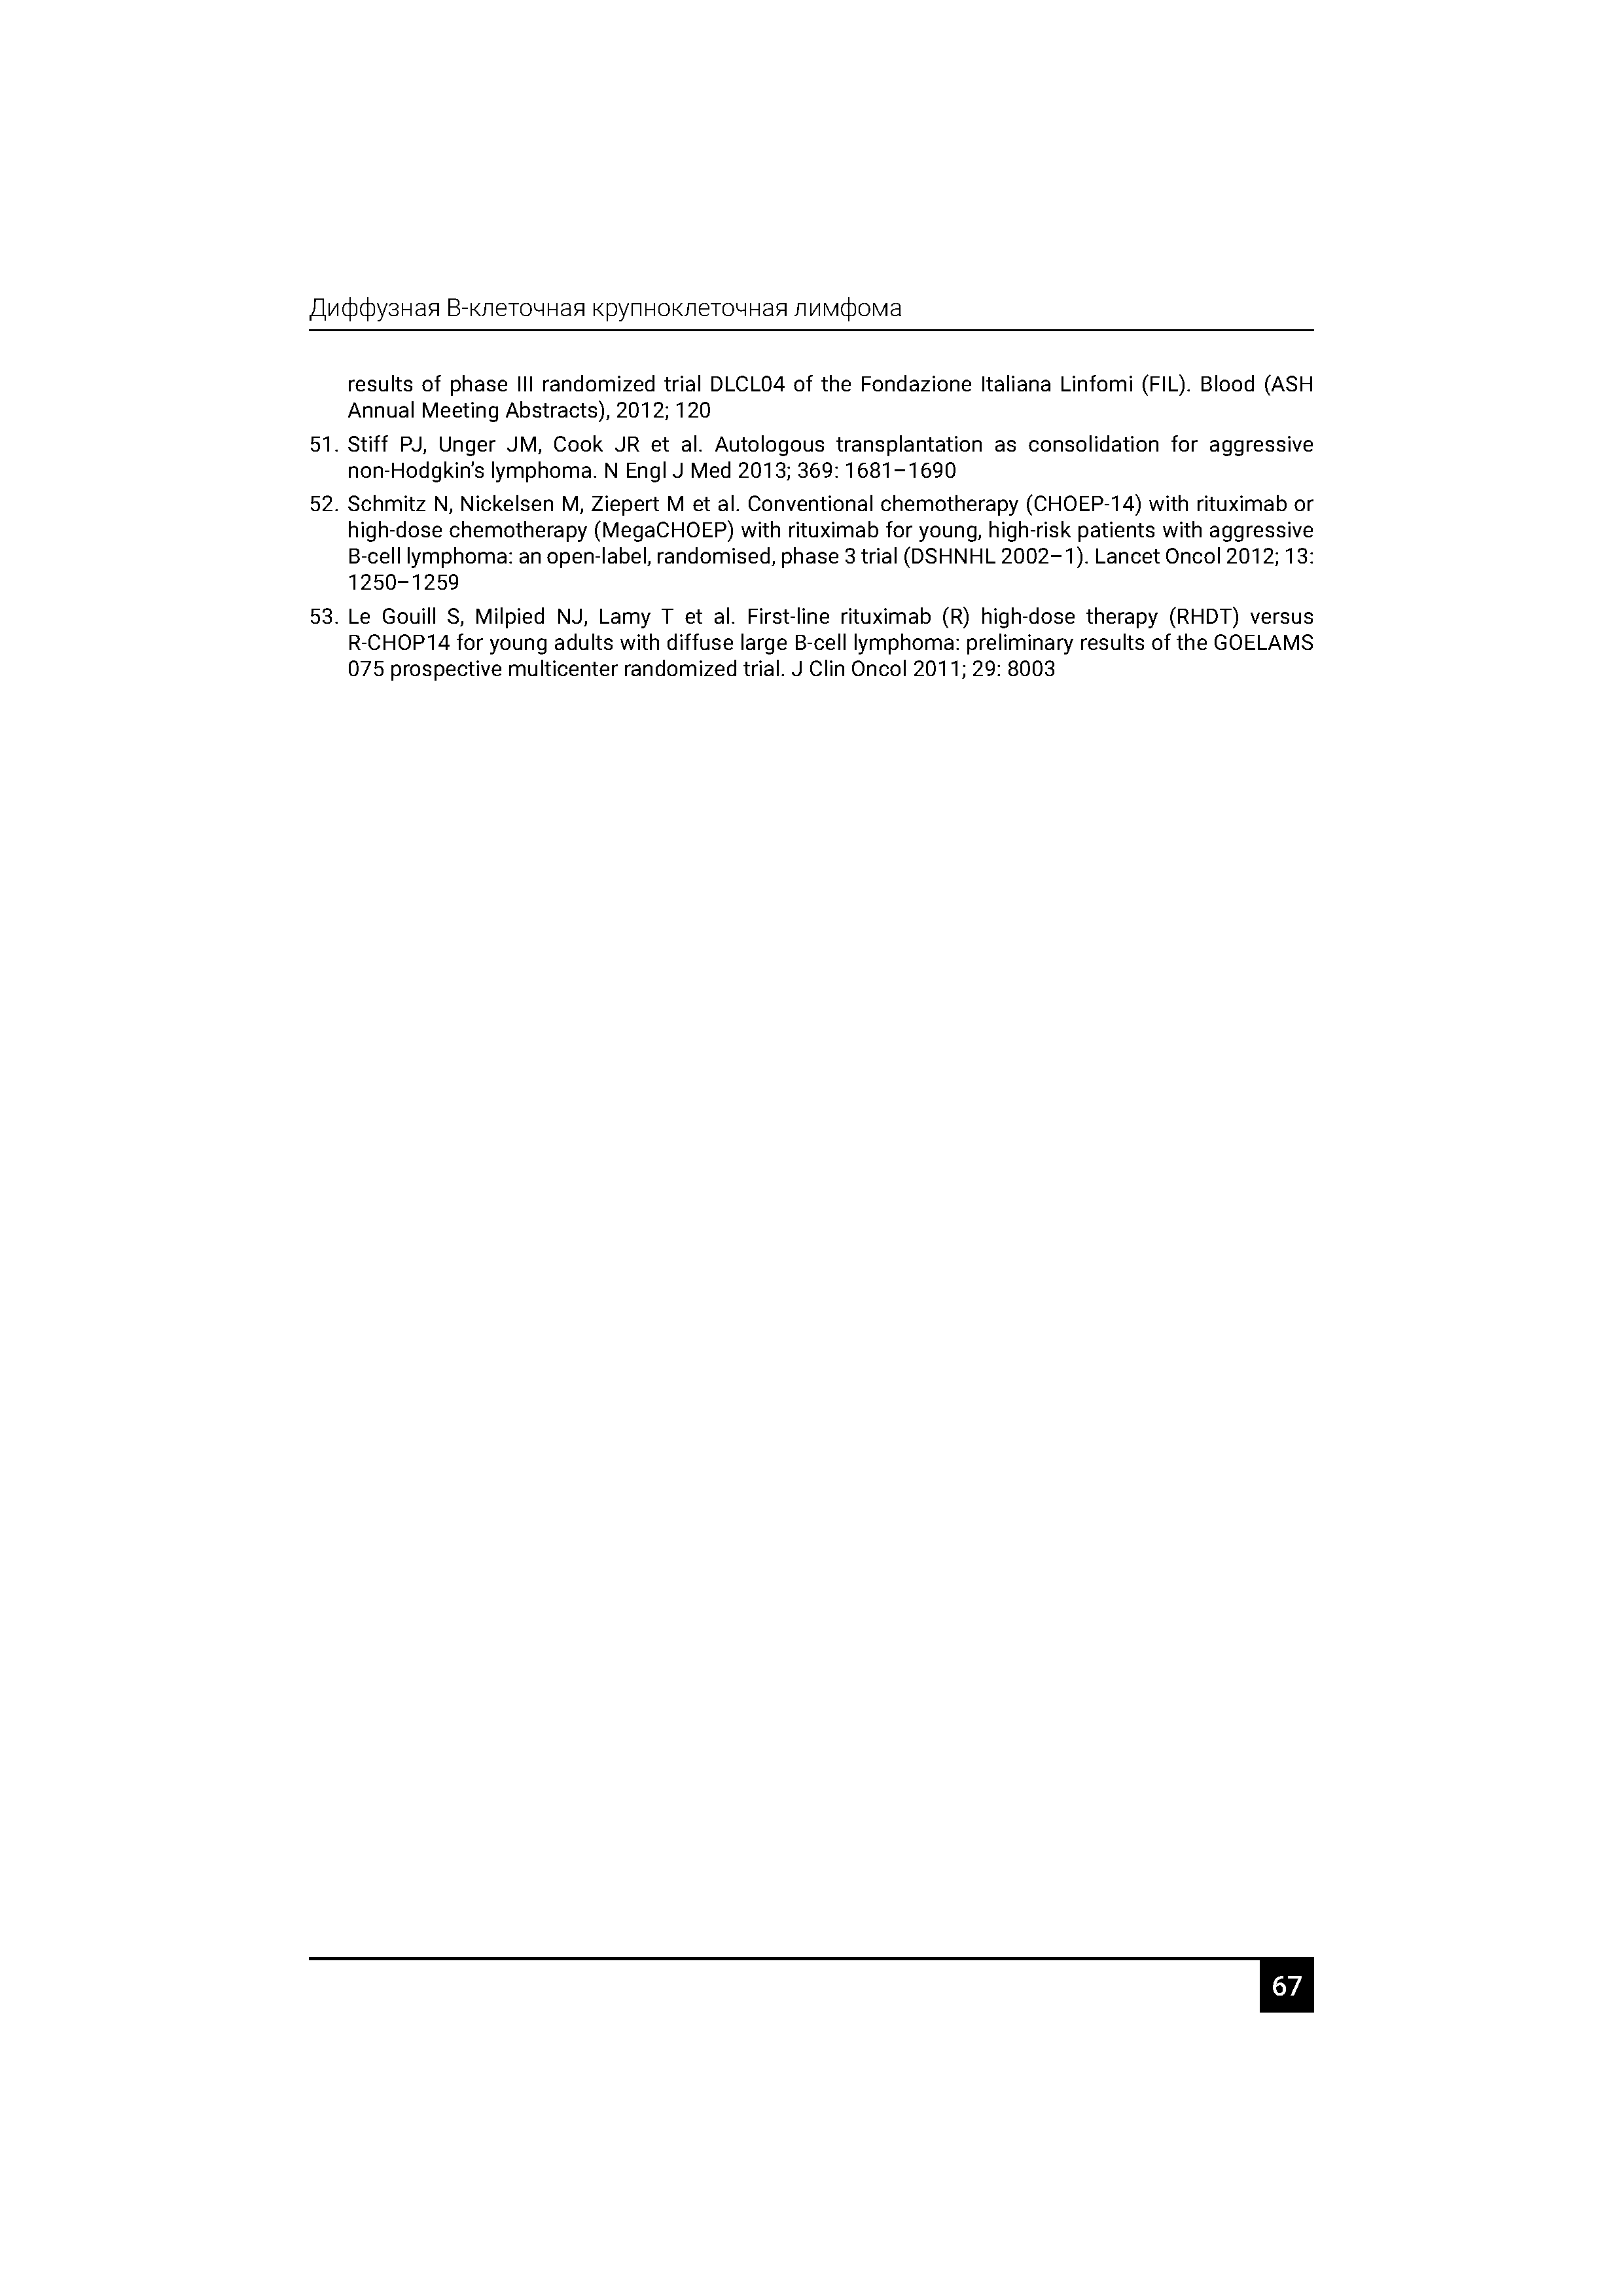 Диффузная В-клеточная крупноклеточная лимфома
results of phase III randomized trial DLCL04 of the Fondazione Italiana Linfomi (FIL). Blood (ASH
Annual Meeting Abstracts), 2012; 120
51. Stiff PJ, Unger JM, Cook JR et al. Autologous transplantation as consolidation for aggressive
non-Hodgkin’s lymphoma. N Engl J Med 2013; 369: 1681–1690
52. Schmitz N, Nickelsen M, Ziepert M et al. Conventional chemotherapy (CHOEP-14) with rituximab or
high-dose chemotherapy (MegaCHOEP) with rituximab for young, high-risk patients with aggressive
B-cell lymphoma: an open-label, randomised, phase 3 trial (DSHNHL 2002–1). Lancet Oncol 2012; 13:
1250–1259
53. Le Gouill S, Milpied NJ, Lamy T et al. First-line rituximab (R) high-dose therapy (RHDT) versus
R-CHOP14 for young adults with diffuse large B-cell lymphoma: preliminary results of the GOELAMS
075 prospective multicenter randomized trial. J Clin Oncol 2011; 29: 8003
67